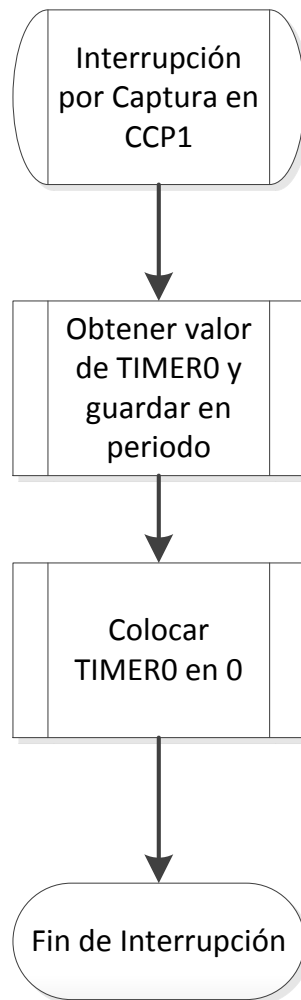 Interrupción
por Captura en
CCP1
Obtener valor
de TIMER0 y
guardar en
periodo
Colocar
TIMER0 en 0
Fin de Interrupción